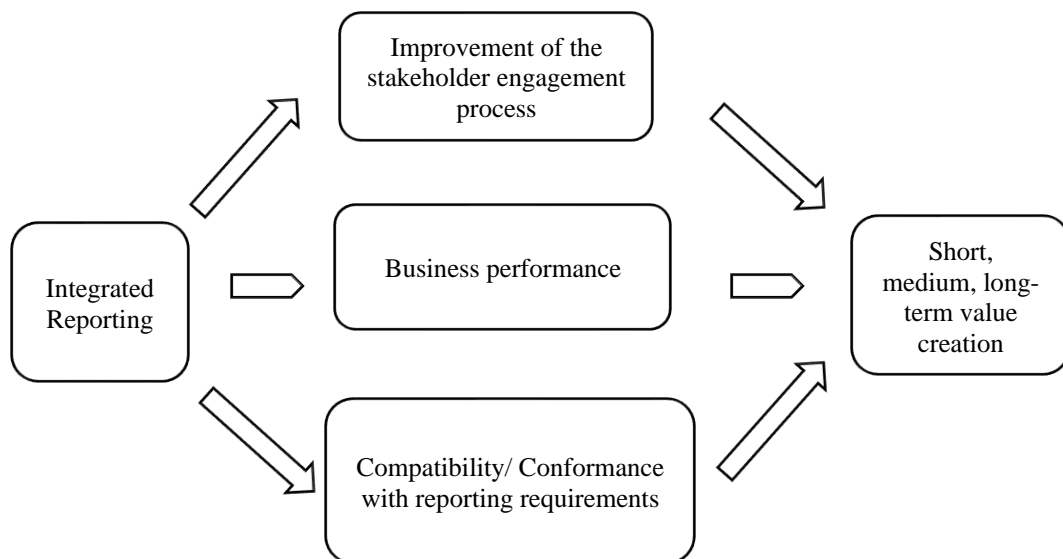 Improvement of the
stakeholder engagement
process
Integrated
Reporting
Business performance
Short,
medium, long-
term value
creation
Compatibility/ Conformance
with reporting requirements